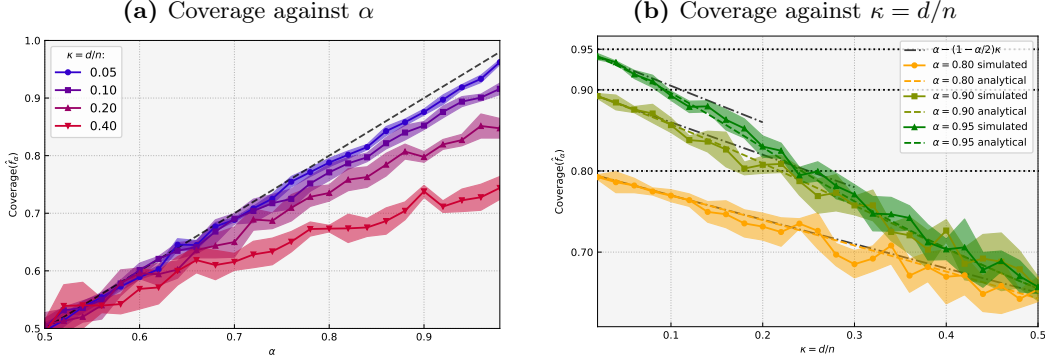 (a) Coverage against α
1.0
0.9
0.8
0.7
0.6
0.5
Coverage(f̂_α)
κ = d/n:
0.05
0.10
0.20
0.40
0.5 0.6 0.7 0.8 0.9
α
(b) Coverage against κ = d/n
0.95
0.90
0.80
0.70
Coverage(f̂_α)
α − (1 − α/2)κ
α = 0.80 simulated
α = 0.80 analytical
α = 0.90 simulated
α = 0.90 analytical
α = 0.95 simulated
α = 0.95 analytical
0.1 0.2 0.3 0.4 0.5
κ = d/n